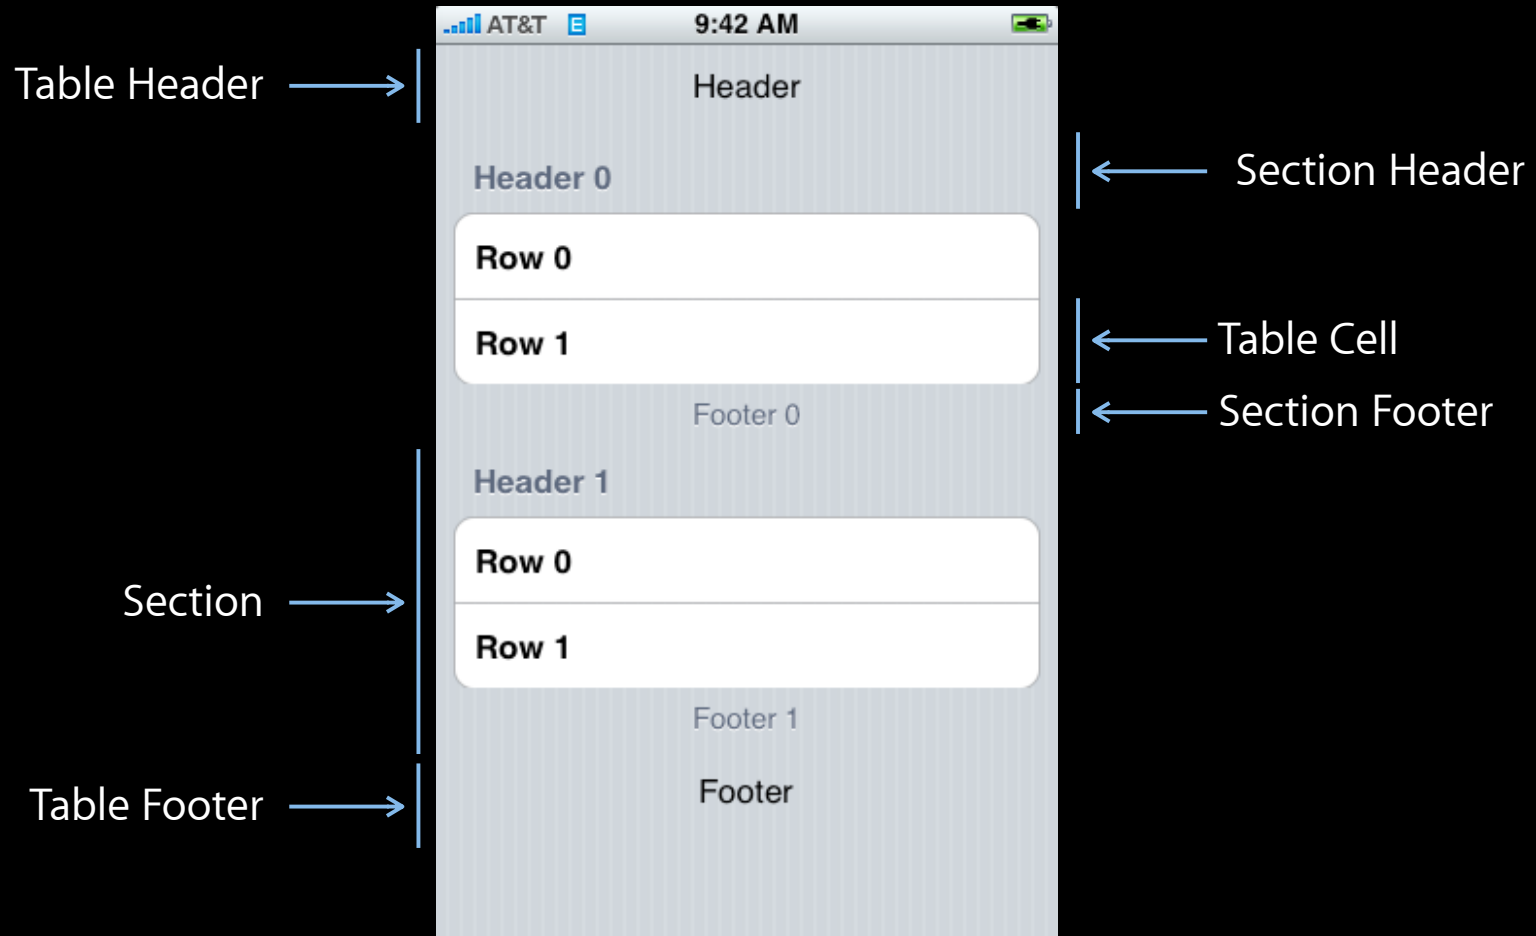 AT&T E 9:42 AM
Table Header
Header
Section Header
Header 0
Row 0
Row 1
Table Cell
Footer 0
Section Footer
Header 1
Row 0
Section
Row 1
Footer 1
Table Footer
Footer